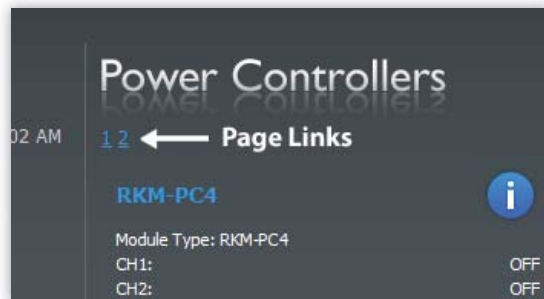 Power Controllers
02 AM
1 2 Page Links
RKM-PC4
i
Module Type: RKM-PC4
CH1: OFF
CH2: OFF